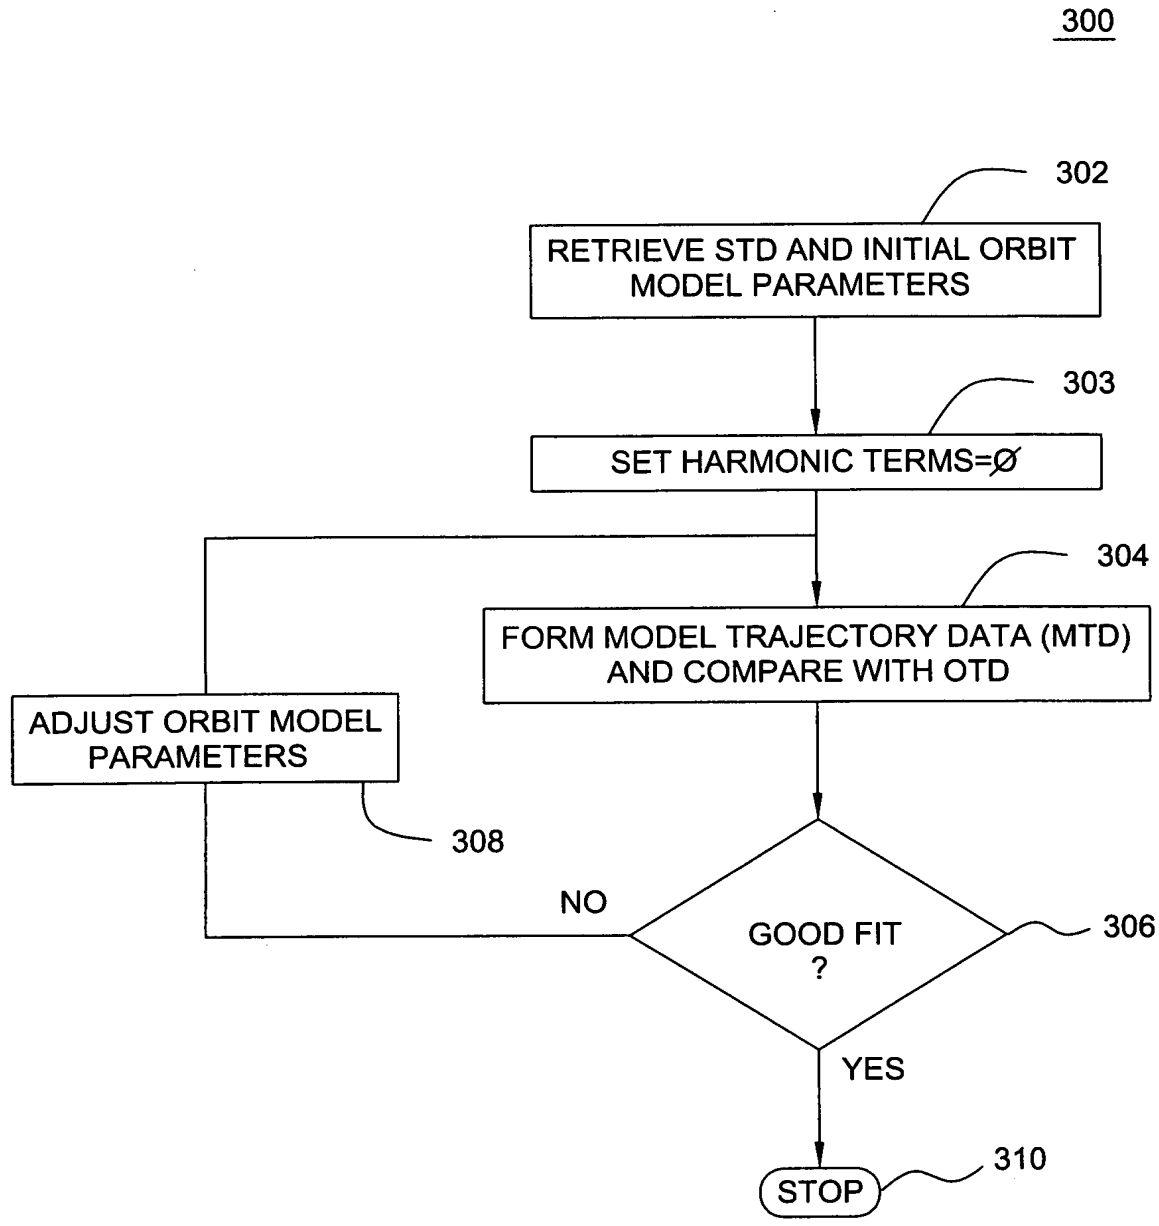 300
302
RETRIEVE STD AND INITIAL ORBIT
MODEL PARAMETERS
303
SET HARMONIC TERMS=Ø
304
FORM MODEL TRAJECTORY DATA (MTD)
AND COMPARE WITH OTD
ADJUST ORBIT MODEL
PARAMETERS
308
NO
GOOD FIT
?
306
YES
310
STOP